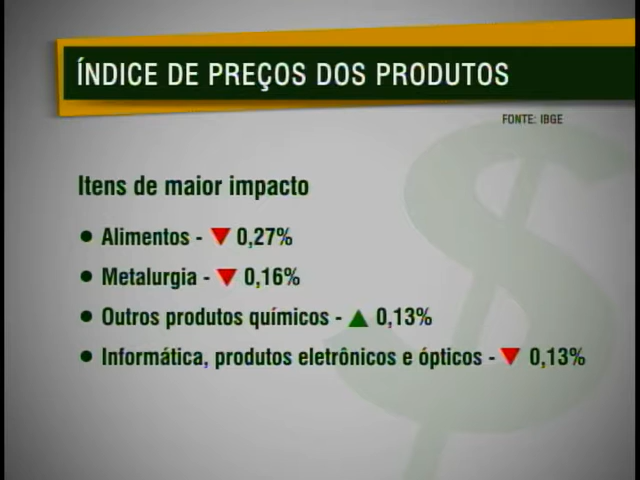 ÍNDICE DE PREÇOS DOS PRODUTOS
FONTE: IBGE
Itens de maior impacto
● Alimentos - ▼ 0,27%
● Metalurgia - ▼ 0,16%
● Outros produtos químicos - ▲ 0,13%
● Informática, produtos eletrônicos e ópticos - ▼ 0,13%